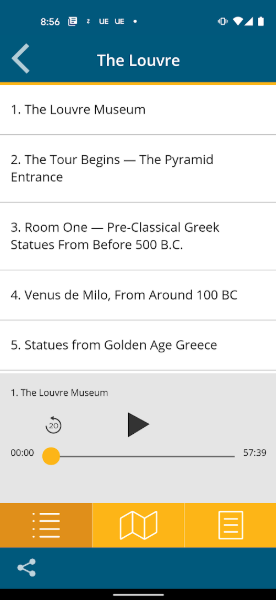 8:56
UE UE
The Louvre
1. The Louvre Museum
2. The Tour Begins — The Pyramid
Entrance
3. Room One — Pre-Classical Greek
Statues From Before 500 B.C.
4. Venus de Milo, From Around 100 BC
5. Statues from Golden Age Greece
1. The Louvre Museum
20
00:00
57:39